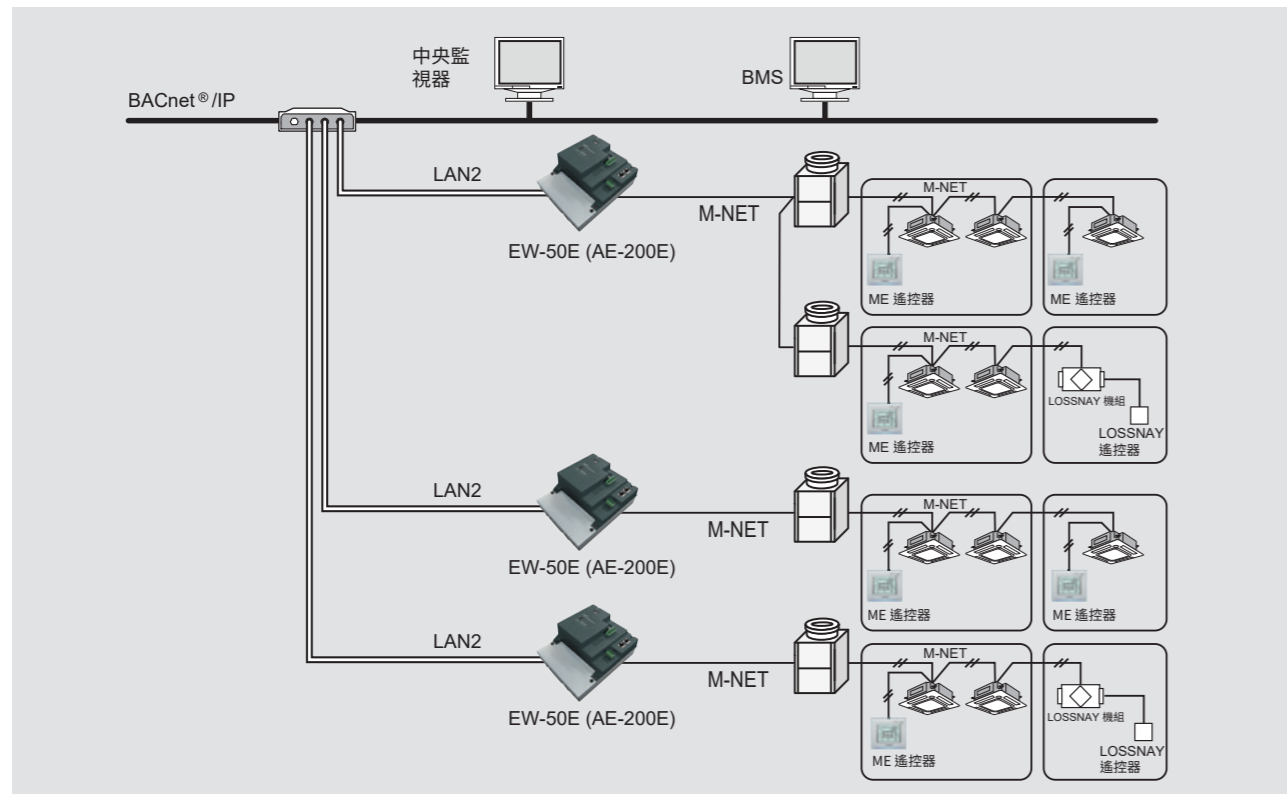 中央監
視器
BMS
BACnet®/IP
LAN2
EW-50E (AE-200E)
M-NET
M-NET
ME 遙控器
ME 遙控器
M-NET
ME 遙控器
LOSSNAY 機組
LOSSNAY
遙控器
LAN2
EW-50E (AE-200E)
M-NET
M-NET
ME 遙控器
ME 遙控器
LAN2
EW-50E (AE-200E)
M-NET
M-NET
ME 遙控器
LOSSNAY 機組
LOSSNAY
遙控器